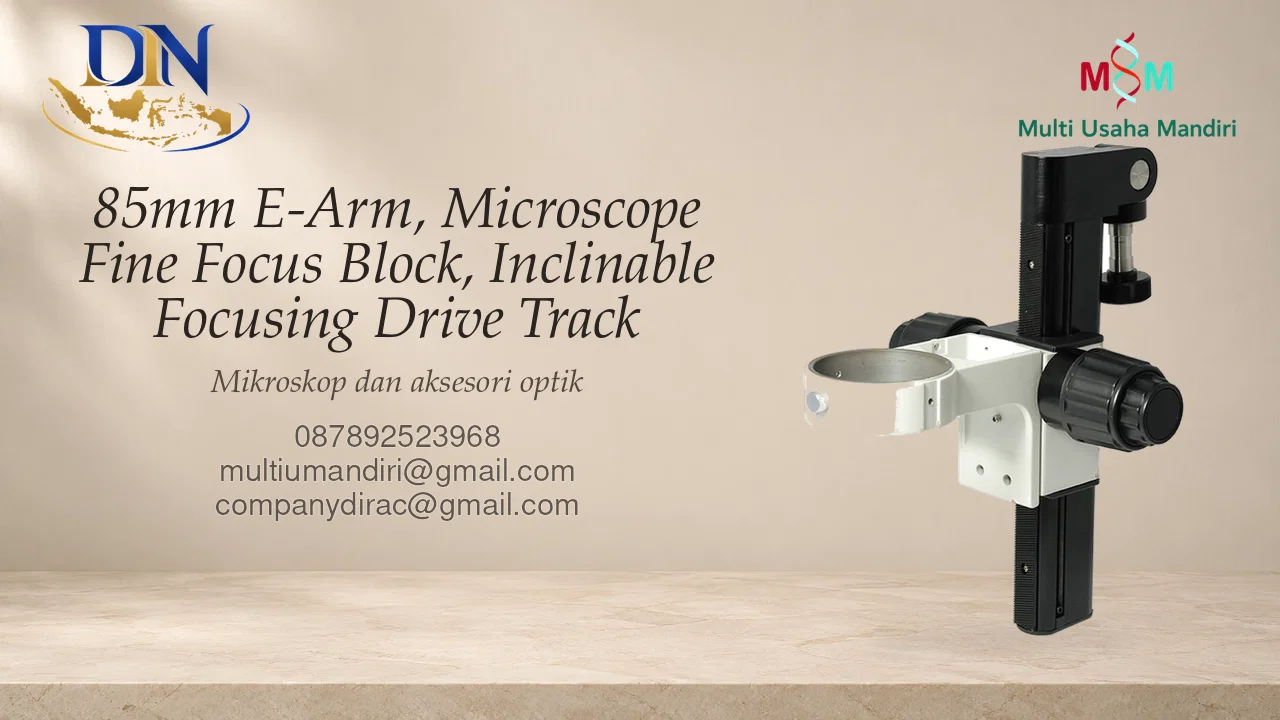 DN
M M
Multi Usaha Mandiri
85mm E-Arm, Microscope
Fine Focus Block, Inclinable
Focusing Drive Track
Mikroskop dan aksesori optik
087892523968
multiumandiri@gmail.com
companydirac@gmail.com